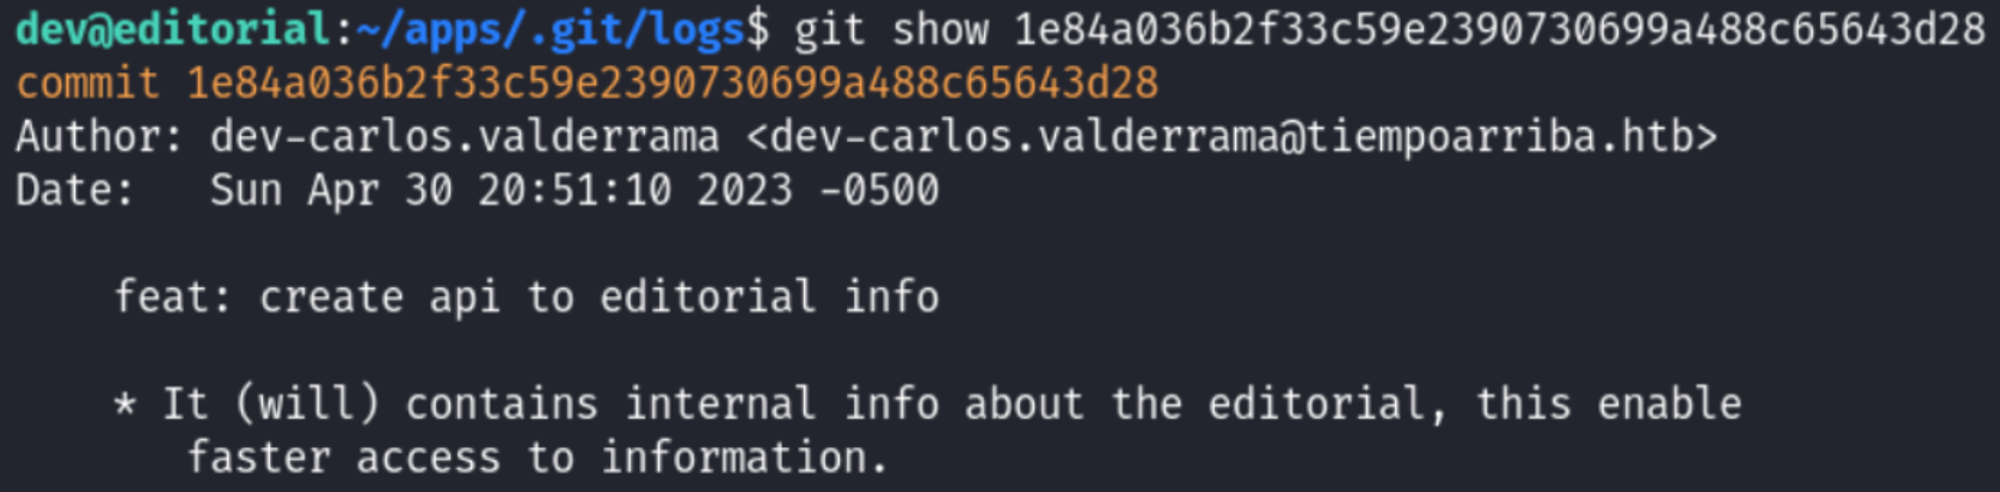 dev@editorial:~/apps/.git/logs$ git show 1e84a036b2f33c59e2390730699a488c65643d28
commit 1e84a036b2f33c59e2390730699a488c65643d28
Author: dev-carlos.valderrama <dev-carlos.valderrama@tiempoarriba.htb>
Date:   Sun Apr 30 20:51:10 2023 -0500
    feat: create api to editorial info
    * It (will) contains internal info about the editorial, this enable
       faster access to information.